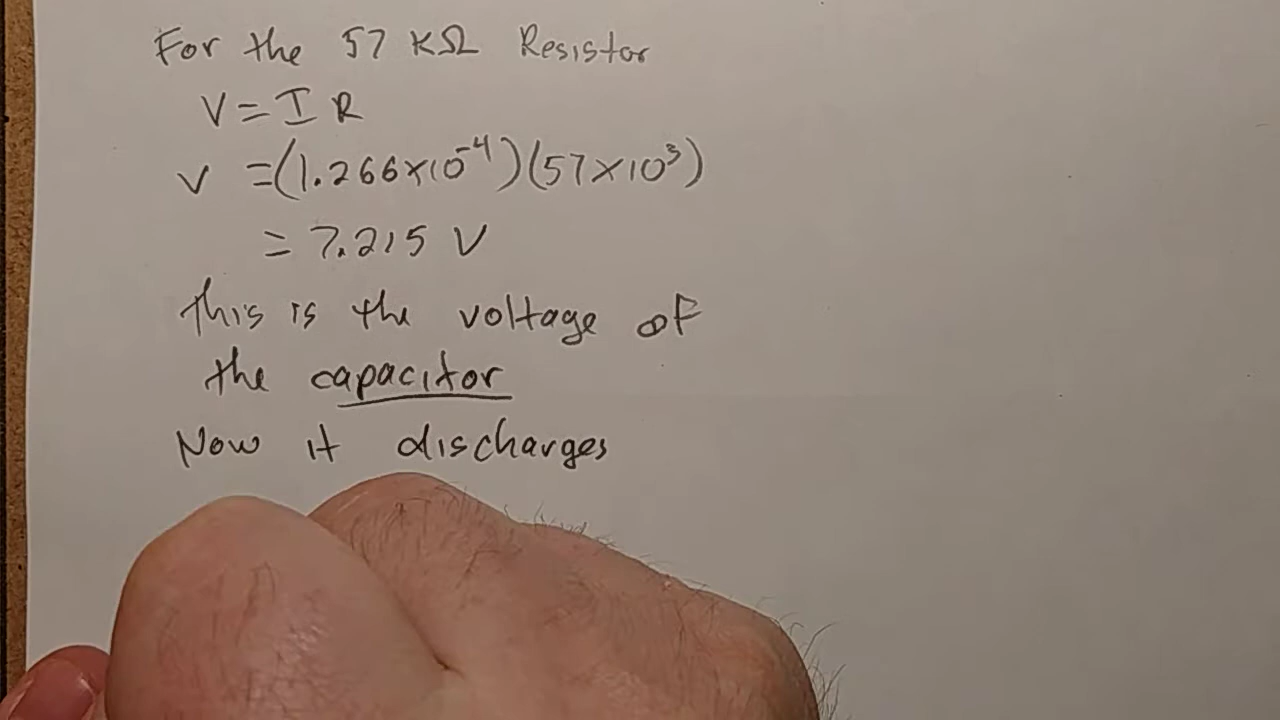 For the 57 KΩ Resistor
V = I R
V = (1.266×10⁻⁴)(57×10³)
= 7.215 V
this is the voltage of
the capacitor
Now it discharges